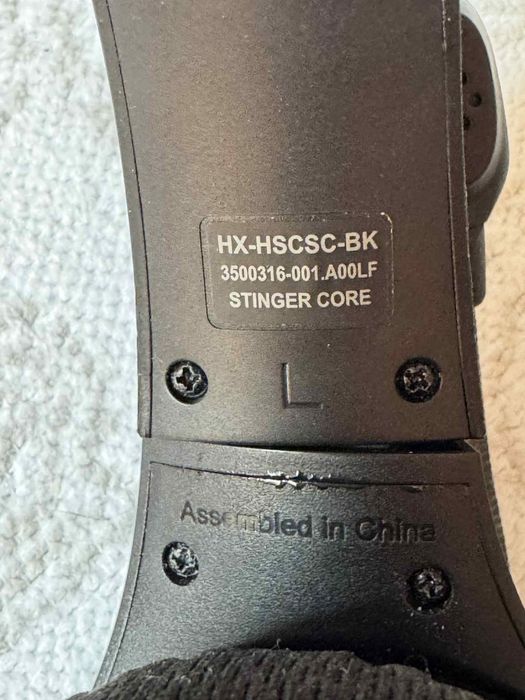 HX-HSCSC-BK
3500316-001.A00LF
STINGER CORE
L
Assembled in China